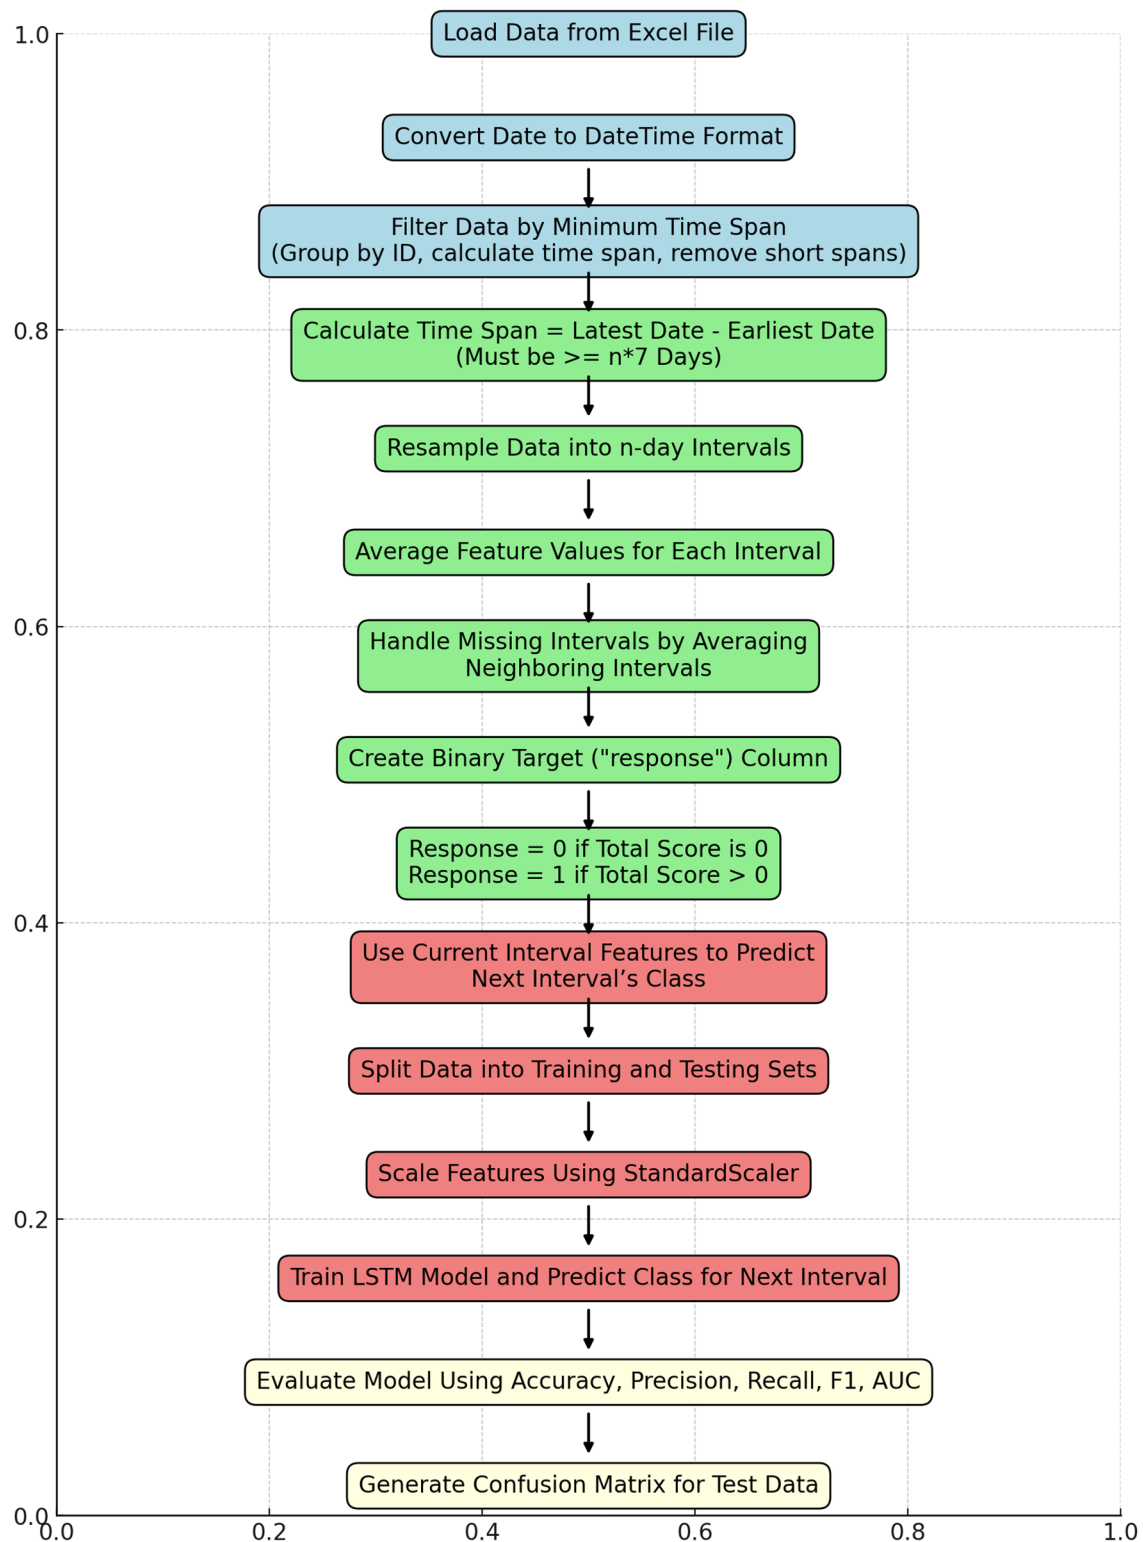 1.0
Load Data from Excel File
Convert Date to DateTime Format
Filter Data by Minimum Time Span
(Group by ID, calculate time span, remove short spans)
0.8
Calculate Time Span = Latest Date - Earliest Date
(Must be >= n*7 Days)
Resample Data into n-day Intervals
Average Feature Values for Each Interval
0.6
Handle Missing Intervals by Averaging
Neighboring Intervals
Create Binary Target ("response") Column
Response = 0 if Total Score is 0
Response = 1 if Total Score > 0
0.4
Use Current Interval Features to Predict
Next Interval’s Class
Split Data into Training and Testing Sets
Scale Features Using StandardScaler
0.2
Train LSTM Model and Predict Class for Next Interval
Evaluate Model Using Accuracy, Precision, Recall, F1, AUC
Generate Confusion Matrix for Test Data
0.0
0.0 0.2 0.4 0.6 0.8 1.0